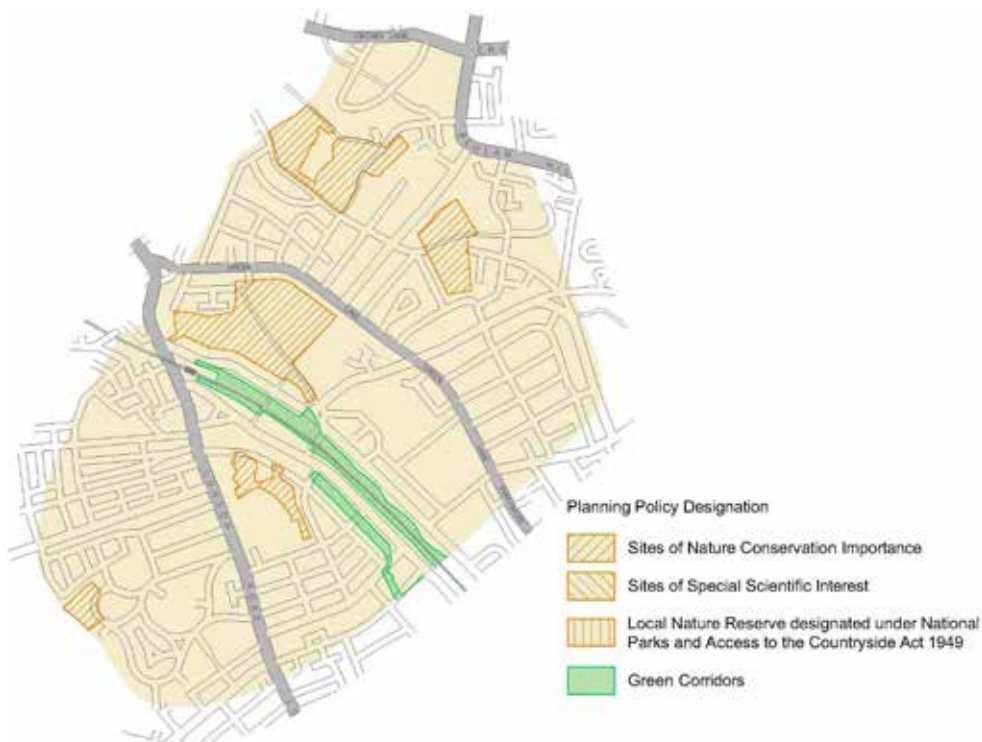 Planning Policy Designation
Sites of Nature Conservation Importance
Sites of Special Scientific Interest
Local Nature Reserve designated under National
Parks and Access to the Countryside Act 1949
Green Corridors